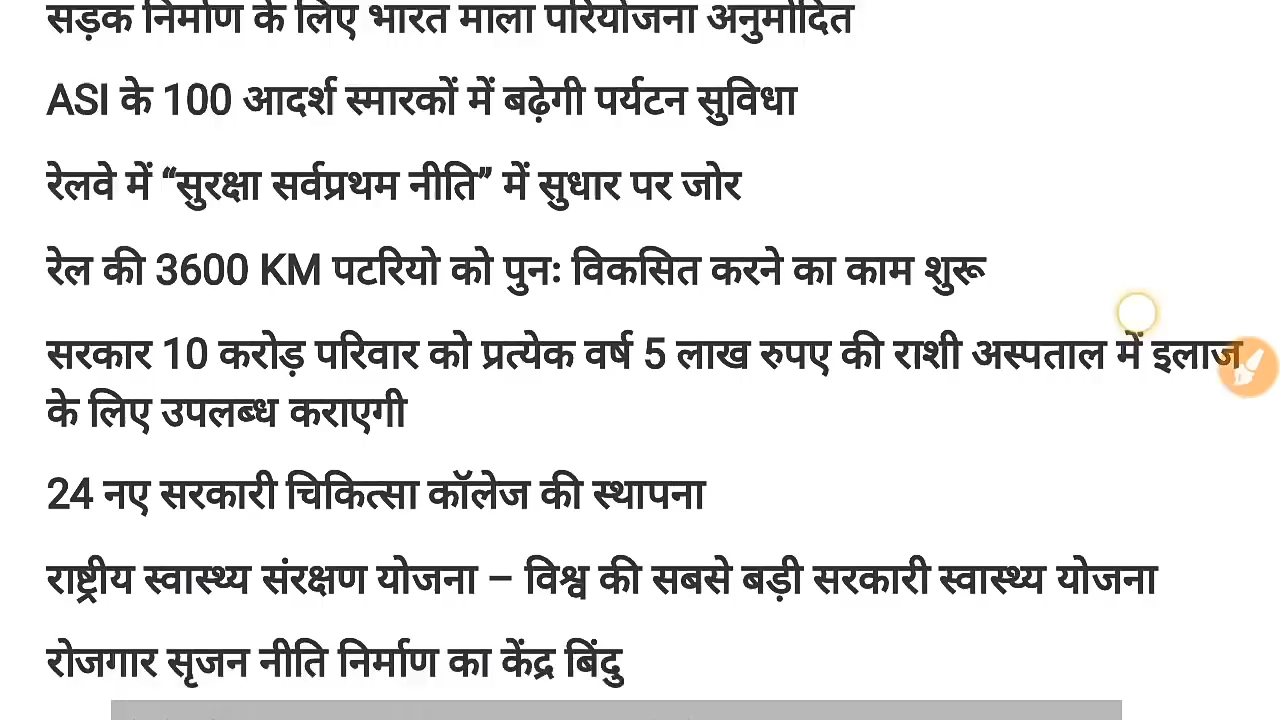 सड़क निर्माण के लिए भारत माला परियोजना अनुमोदित
ASI के 100 आदर्श स्मारकों में बढ़ेगी पर्यटन सुविधा
रेलवे में “सुरक्षा सर्वप्रथम नीति” में सुधार पर जोर
रेल की 3600 KM पटरियो को पुनः विकसित करने का काम शुरू
सरकार 10 करोड़ परिवार को प्रत्येक वर्ष 5 लाख रुपए की राशी अस्पताल में इलाज
के लिए उपलब्ध कराएगी
24 नए सरकारी चिकित्सा कॉलेज की स्थापना
राष्ट्रीय स्वास्थ्य संरक्षण योजना – विश्व की सबसे बड़ी सरकारी स्वास्थ्य योजना
रोजगार सृजन नीति निर्माण का केंद्र बिंदु